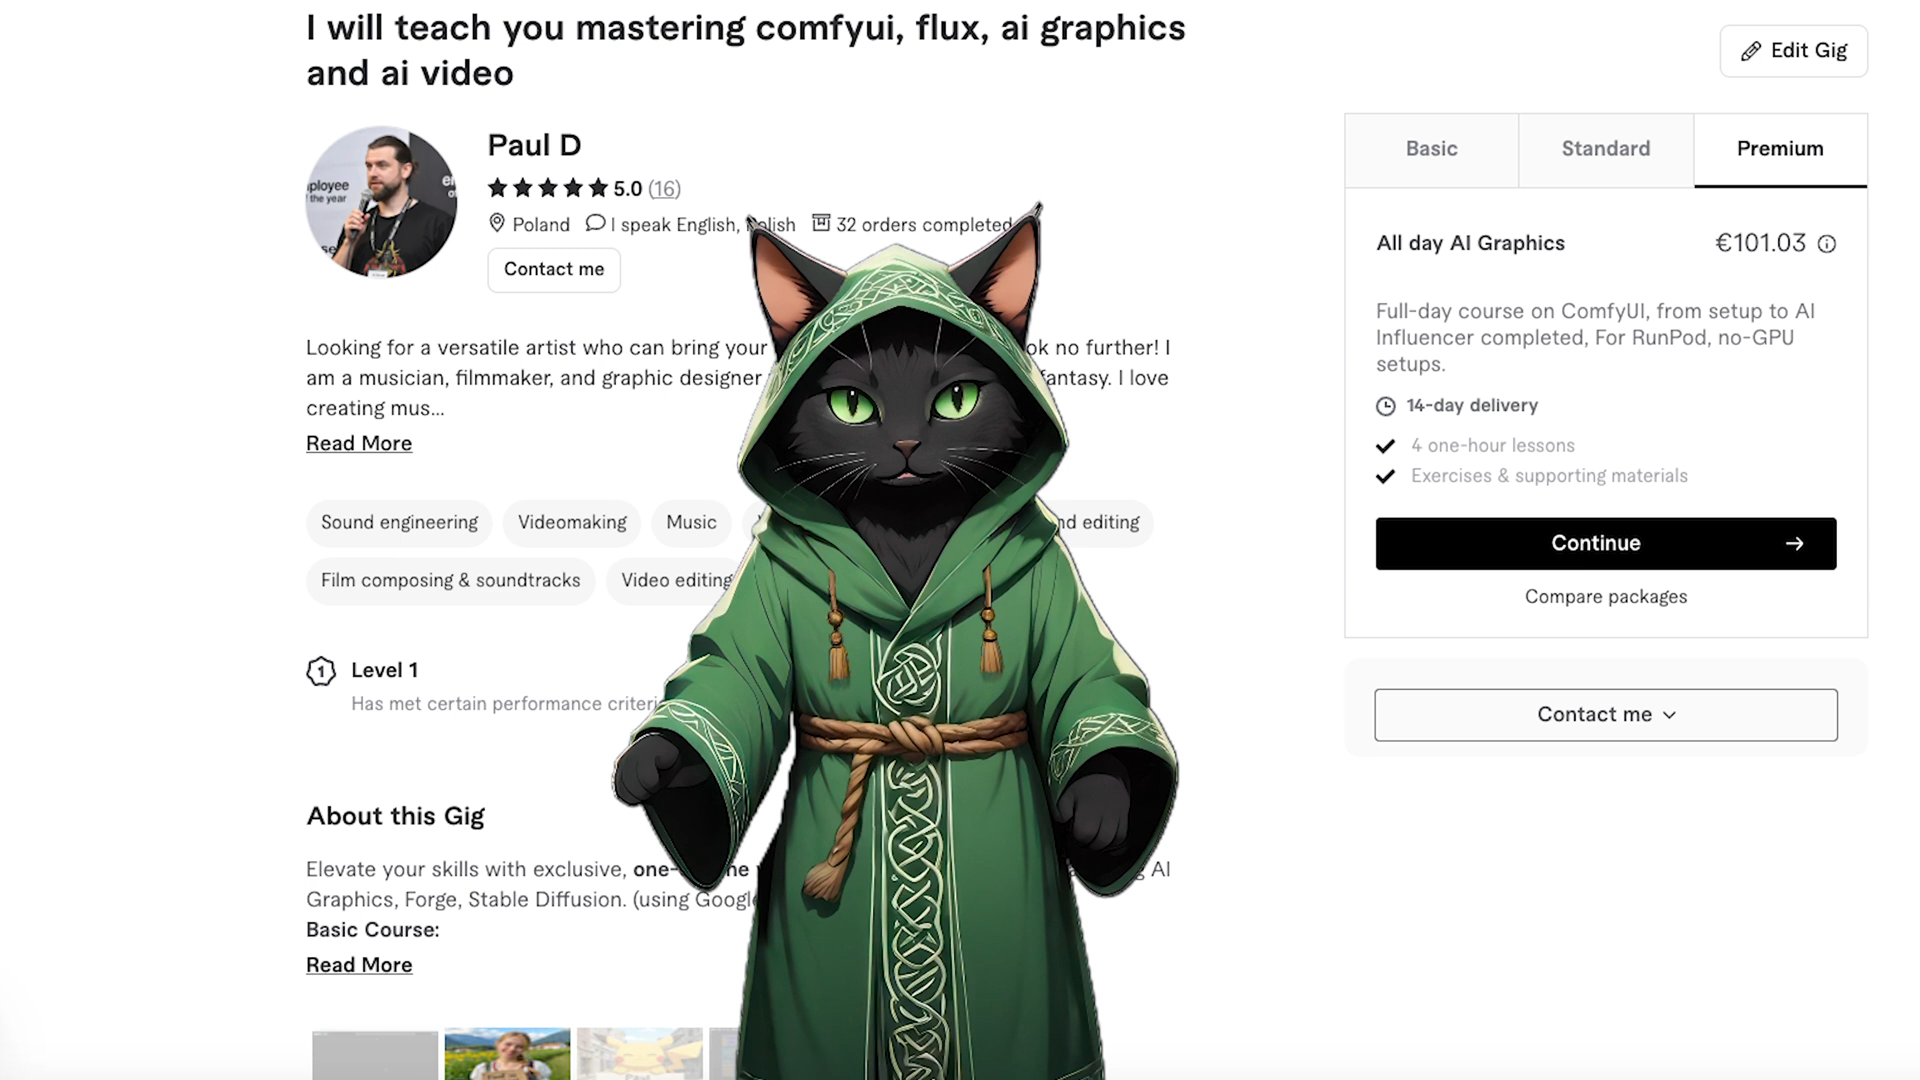 I will teach you mastering comfyui, flux, ai graphics
and ai video
Edit Gig
Paul D
5.0 (16)
Poland I speak English, Polish 32 orders completed
Contact me
ployee
the year
Looking for a versatile artist who can bring your ok no further! I
am a musician, filmmaker, and graphic designer fantasy. I love
creating mus...
Read More
Sound engineering Videomaking Music nd editing
Film composing & soundtracks Video editing
1 Level 1
Has met certain performance criteri
About this Gig
Elevate your skills with exclusive, one- ne AI
Graphics, Forge, Stable Diffusion. (using Google
Basic Course:
Read More
Basic Standard Premium
All day AI Graphics €101.03
Full-day course on ComfyUI, from setup to AI
Influencer completed, For RunPod, no-GPU
setups.
14-day delivery
4 one-hour lessons
Exercises & supporting materials
Continue
Compare packages
Contact me